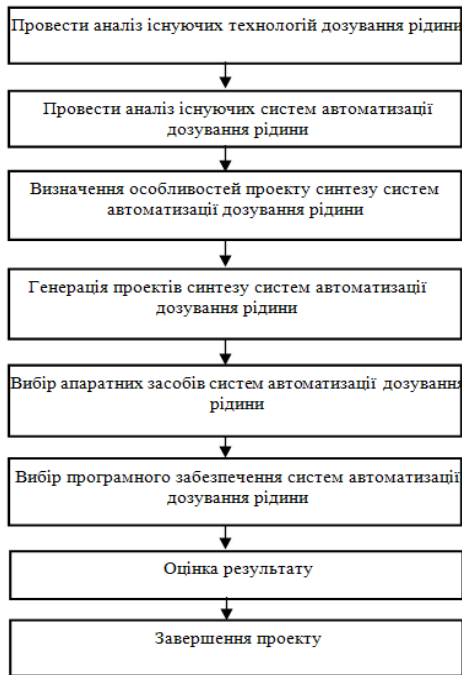 Провести аналіз існуючих технологій дозування рідини
Провести аналіз існуючих систем автоматизації
дозування рідини
Визначення особливостей проекту синтезу систем
автоматизації дозування рідини
Генерація проектів синтезу систем автоматизації
дозування рідини
Вибір апаратних засобів систем автоматизації дозування
рідини
Вибір програмного забезпечення систем автоматизації
дозування рідини
Оцінка результату
Завершення проекту